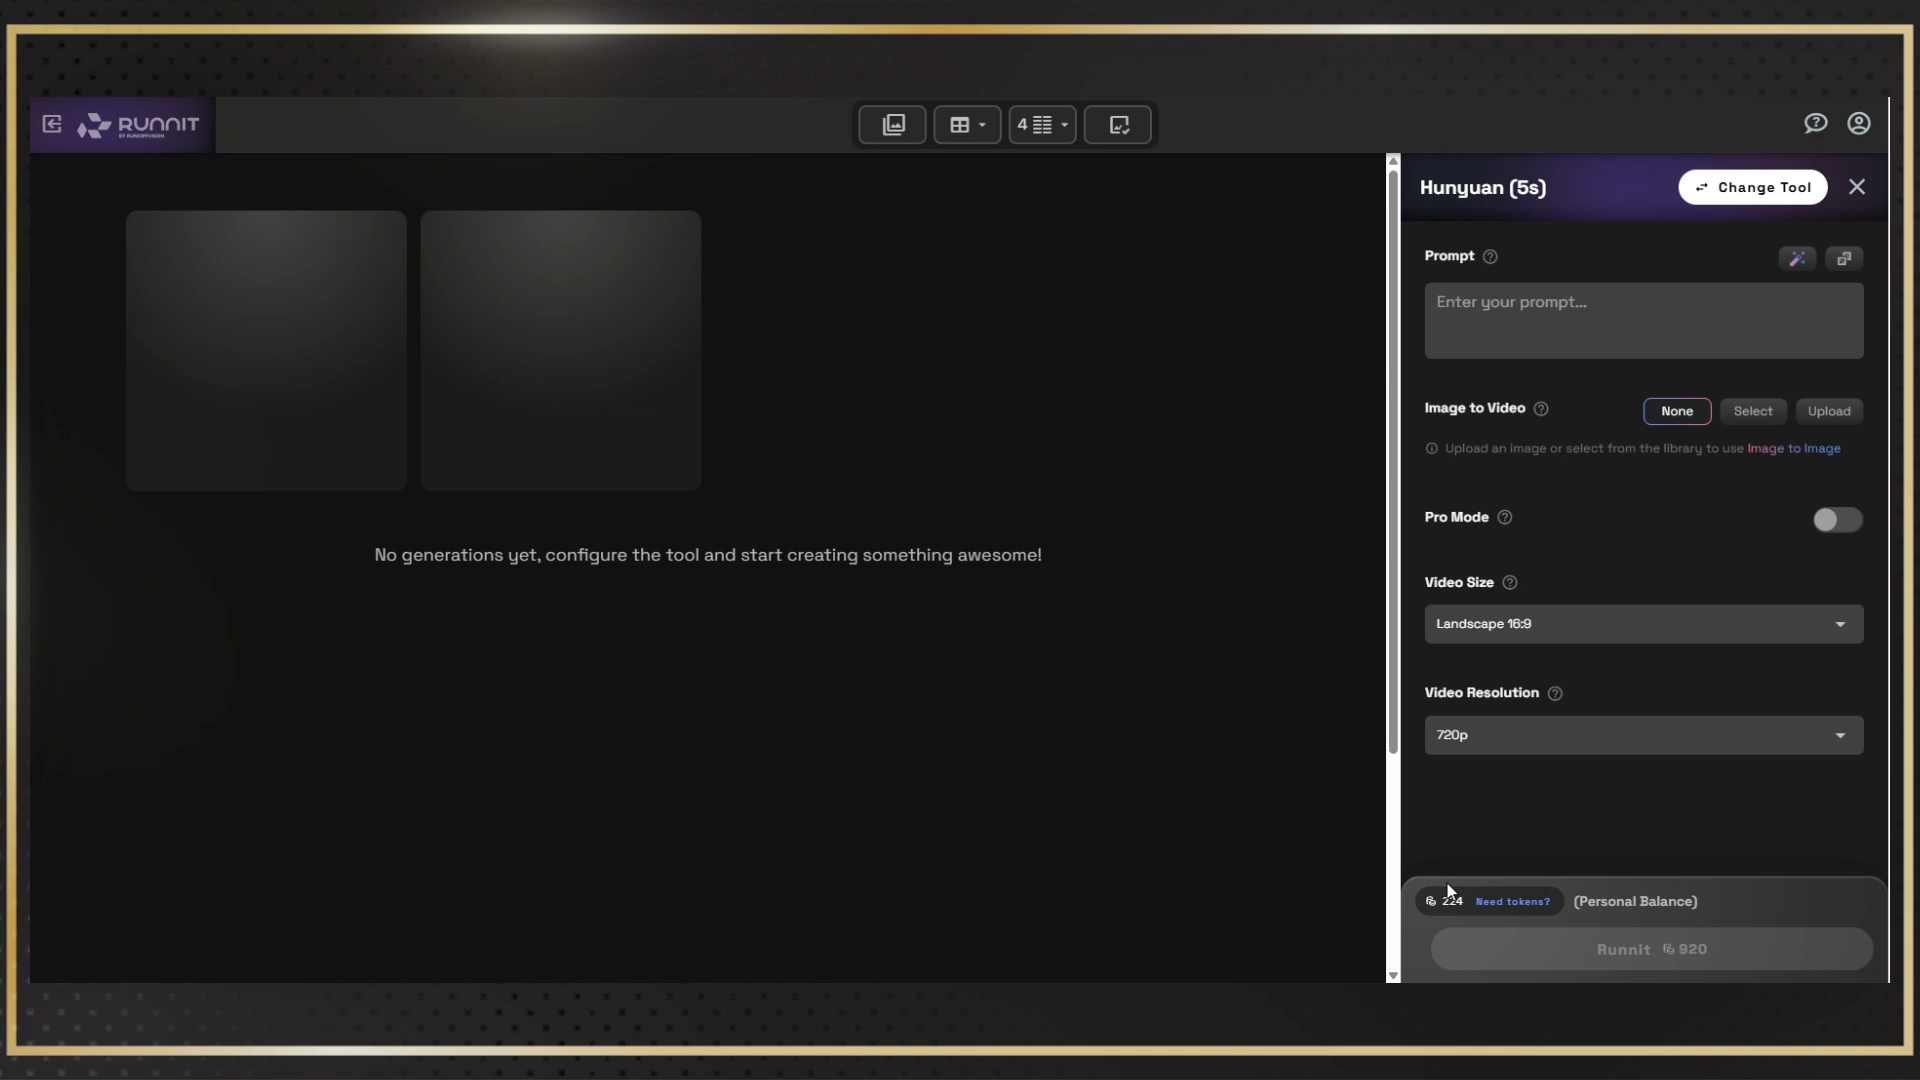 RUNNIT
BY RUNDIFFUSION
4
Hunyuan (5s)
Change Tool
Prompt
Enter your prompt...
Image to Video
None
Select
Upload
Upload an image or select from the library to use Image to Image
Pro Mode
Video Size
Landscape 16:9
Video Resolution
720p
No generations yet, configure the tool and start creating something awesome!
224
Need tokens?
(Personal Balance)
Runnit 920